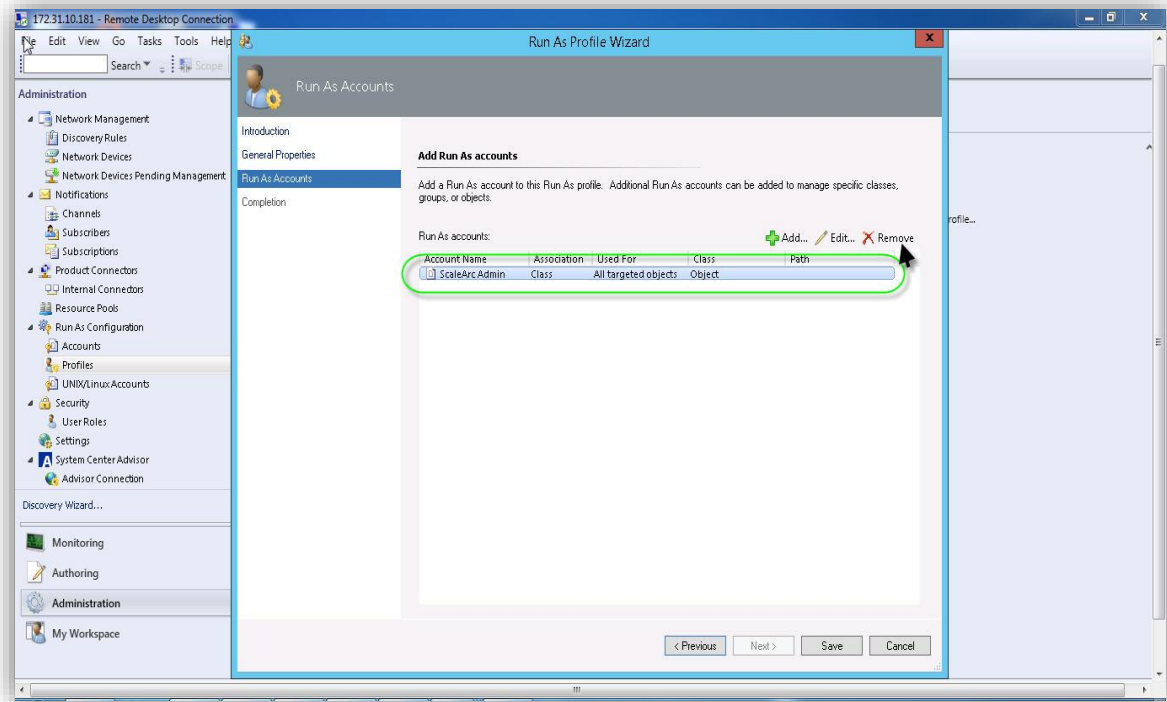 172.31.10.181 - Remote Desktop Connection
File Edit View Go Tasks Tools Help
Search Scope
Administration
Network Management
Discovery Rules
Network Devices
Network Devices Pending Management
Notifications
Channels
Subscribers
Subscriptions
Product Connectors
Internal Connectors
Resource Pools
Run As Configuration
Accounts
Profiles
UNIX/Linux Accounts
Security
User Roles
Settings
System Center Advisor
Advisor Connection
Discovery Wizard...
Monitoring
Authoring
Administration
My Workspace
Run As Profile Wizard
x
Run As Accounts
Introduction
General Properties
Run As Accounts
Completion
Add Run As accounts
Add a Run As account to this Run As profile. Additional Run As accounts can be added to manage specific classes,
groups, or objects.
Run As accounts:
Add... Edit... Remove
Account Name Association Used For Class Path
ScaleArc Admin Class All targeted objects Object
< Previous Next > Save Cancel
rofile...